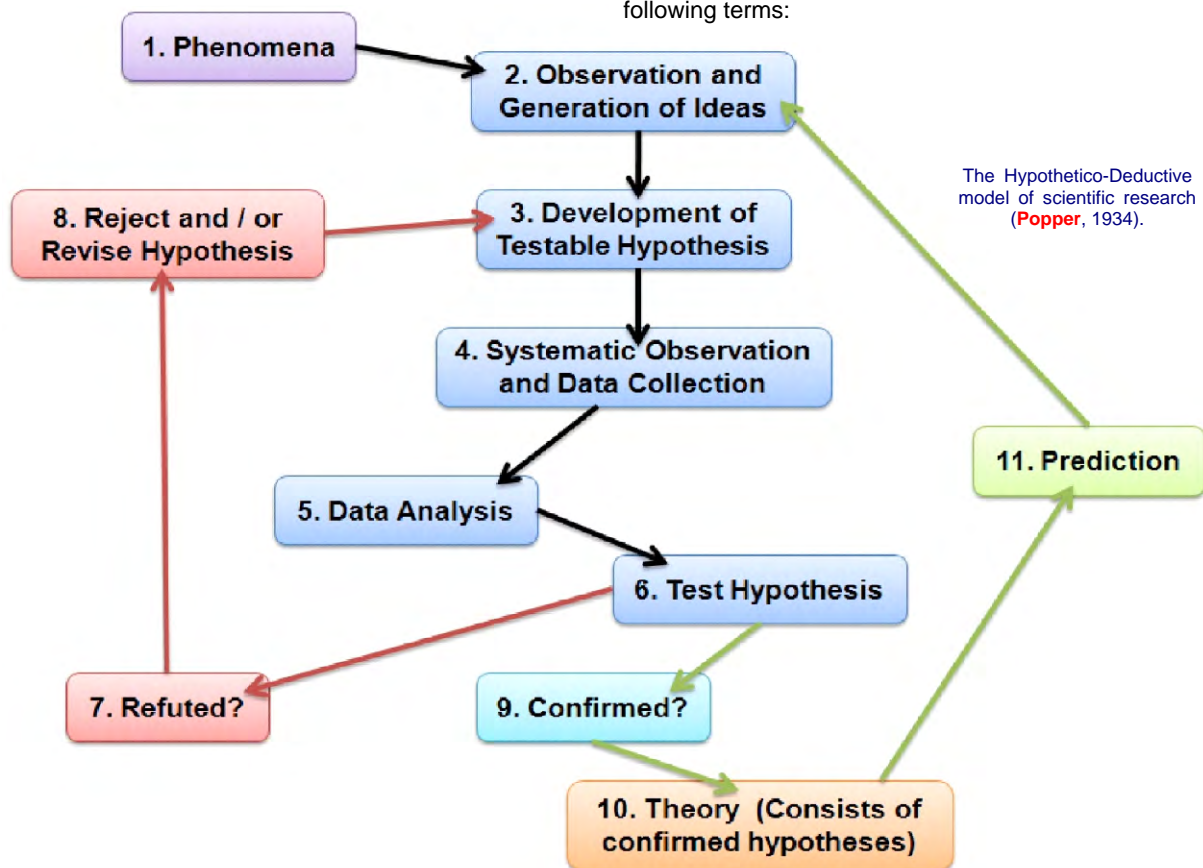 following terms:
1. Phenomena
2. Observation and
Generation of Ideas
The Hypothetico-Deductive
model of scientific research
(Popper, 1934).
8. Reject and / or
Revise Hypothesis
3. Development of
Testable Hypothesis
4. Systematic Observation
and Data Collection
11. Prediction
5. Data Analysis
6. Test Hypothesis
7. Refuted?
9. Confirmed?
10. Theory (Consists of
confirmed hypotheses)